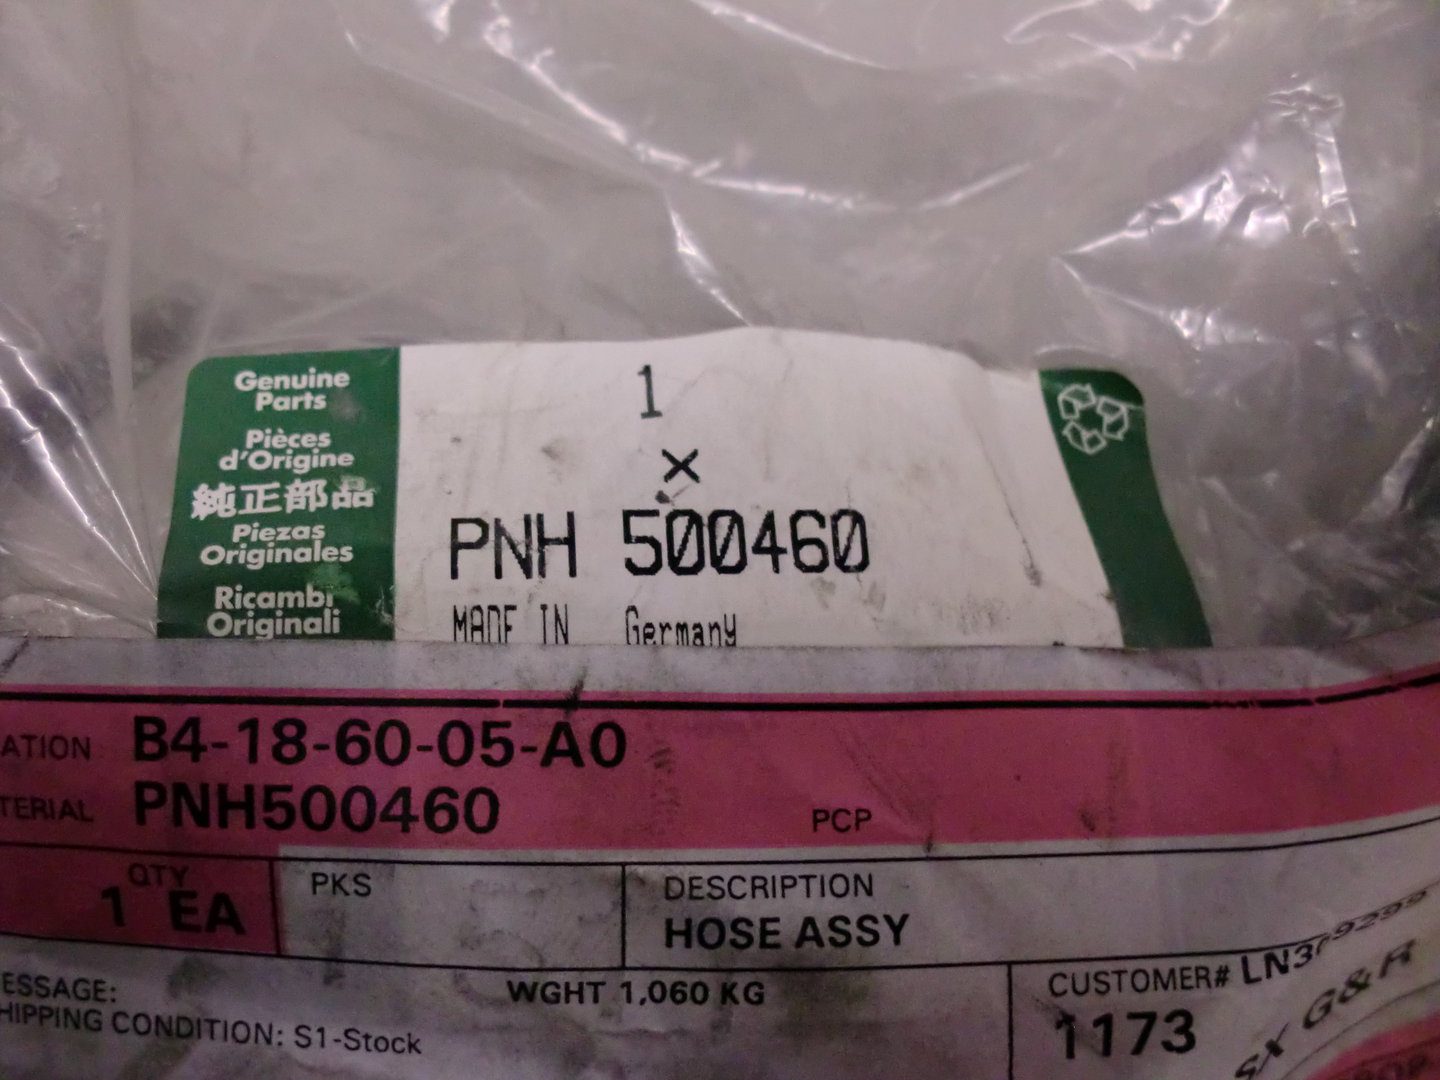 Genuine
Parts
Pièces
d'Origine
純正部品
Piezas
Originales
Ricambi
Originali
1
×
PNH 500460
MADE IN Germany
ATION B4-18-60-05-A0
TERIAL PNH500460
PCP
QTY
1 EA
PKS
DESCRIPTION
HOSE ASSY
ESSAGE:
HIPPING CONDITION: S1-Stock
WGHT 1,060 KG
CUSTOMER#
1173
SX G&R